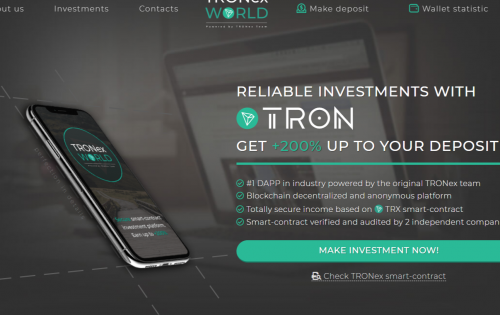 out us Investments Contacts TRONex Make deposit Wallet statistic
WORLD
Powered by TRONex Team
RELIABLE INVESTMENTS WITH
TRON
GET +200% UP TO YOUR DEPOSIT
#1 DAPP in industry powered by the original TRONex team
Blockchain decentralized and anonymous platform
Totally secure income based on TRX smart-contract
Smart-contract verified and audited by 2 independent compan
MAKE INVESTMENT NOW!
Check TRONex smart-contract
TRONex
WORLD
smart-contract
investment platform.
Earn up to